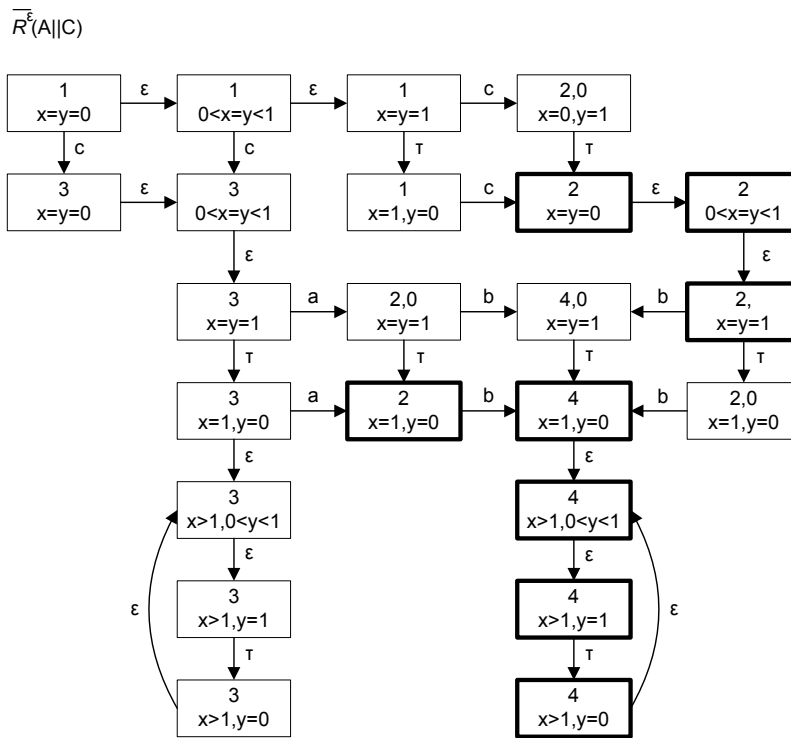 R̅ᵋ(A||C)
1 ε 1 ε 1 c 2,0
x=y=0 0<x=y<1 x=y=1 x=0,y=1
c c τ τ
3 ε 3 1 c 2 ε 2
x=y=0 0<x=y<1 x=1,y=0 x=y=0 0<x=y<1
ε ε
3 a 2,0 b 4,0 b 2,
x=y=1 x=y=1 x=y=1 x=y=1
τ τ τ τ
3 a 2 b 4 b 2,0
x=1,y=0 x=1,y=0 x=1,y=0 x=1,y=0
ε ε
3 4
x>1,0<y<1 x>1,0<y<1
ε ε
ε 3 4 ε
x>1,y=1 x>1,y=1
τ τ
3 4
x>1,y=0 x>1,y=0